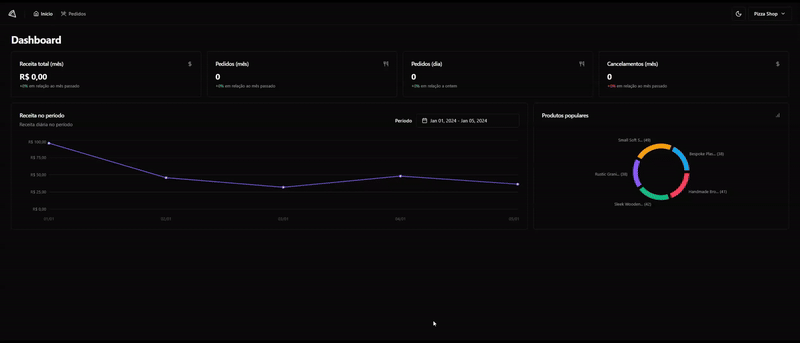 Início Pedidos Pizza Shop
Dashboard
Receita total (mês) $
R$ 0,00
+0% em relação ao mês passado
Pedidos (mês)
0
+0% em relação ao mês passado
Pedidos (dia)
0
+0% em relação a ontem
Cancelamentos (mês) $
0
+0% em relação ao mês passado
Receita no período
Receita diária no período
Período Jan 01, 2024 - Jan 05, 2024
R$ 100,00
R$ 75,00
R$ 50,00
R$ 25,00
R$ 0,00
01/01 02/01 03/01 04/01 05/01
Produtos populares
Small Soft S...
Bespoke Plas...
Rustic Grani...
Handmade Bro... (41)
Sleek Wooden...